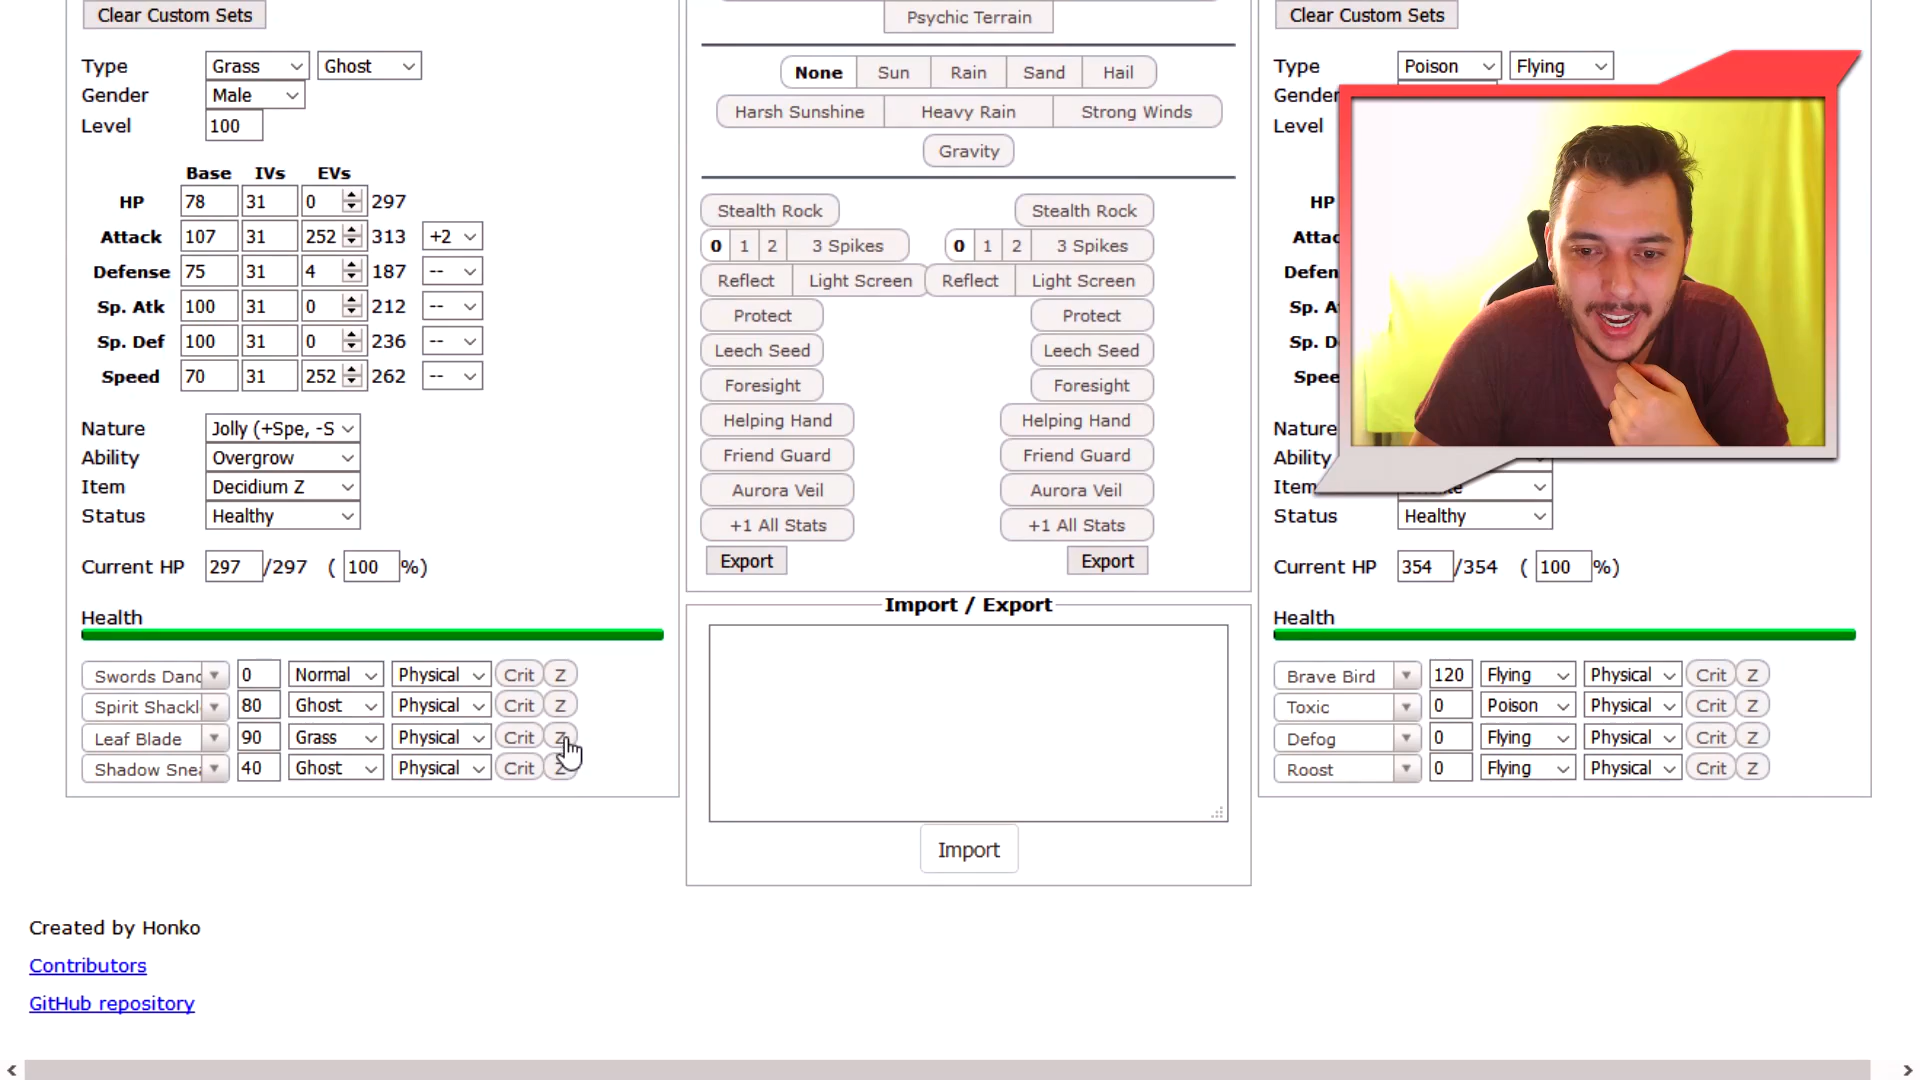 Clear Custom Sets
Type Grass Ghost
Gender Male
Level 100
Base IVs EVs
HP 78 31 0 297
Attack 107 31 252 313 +2
Defense 75 31 4 187 --
Sp. Atk 100 31 0 212 --
Sp. Def 100 31 0 236 --
Speed 70 31 252 262 --
Nature Jolly (+Spe, -S
Ability Overgrow
Item Decidium Z
Status Healthy
Current HP 297 /297 ( 100 %)
Health
Swords Danc 0 Normal Physical Crit Z
Spirit Shackl 80 Ghost Physical Crit Z
Leaf Blade 90 Grass Physical Crit Z
Shadow Snea 40 Ghost Physical Crit Z
Psychic Terrain
None Sun Rain Sand Hail
Harsh Sunshine Heavy Rain Strong Winds
Gravity
Stealth Rock Stealth Rock
0 1 2 3 Spikes 0 1 2 3 Spikes
Reflect Light Screen Reflect Light Screen
Protect Protect
Leech Seed Leech Seed
Foresight Foresight
Helping Hand Helping Hand
Friend Guard Friend Guard
Aurora Veil Aurora Veil
+1 All Stats +1 All Stats
Export Export
Import / Export
Import
Clear Custom Sets
Type Poison Flying
Gender
Level
HP
Attac
Defen
Sp. A
Sp. D
Spee
Nature
Ability
Item
Status Healthy
Current HP 354 /354 ( 100 %)
Health
Brave Bird 120 Flying Physical Crit Z
Toxic 0 Poison Physical Crit Z
Defog 0 Flying Physical Crit Z
Roost 0 Flying Physical Crit Z
Created by Honko
Contributors
GitHub repository